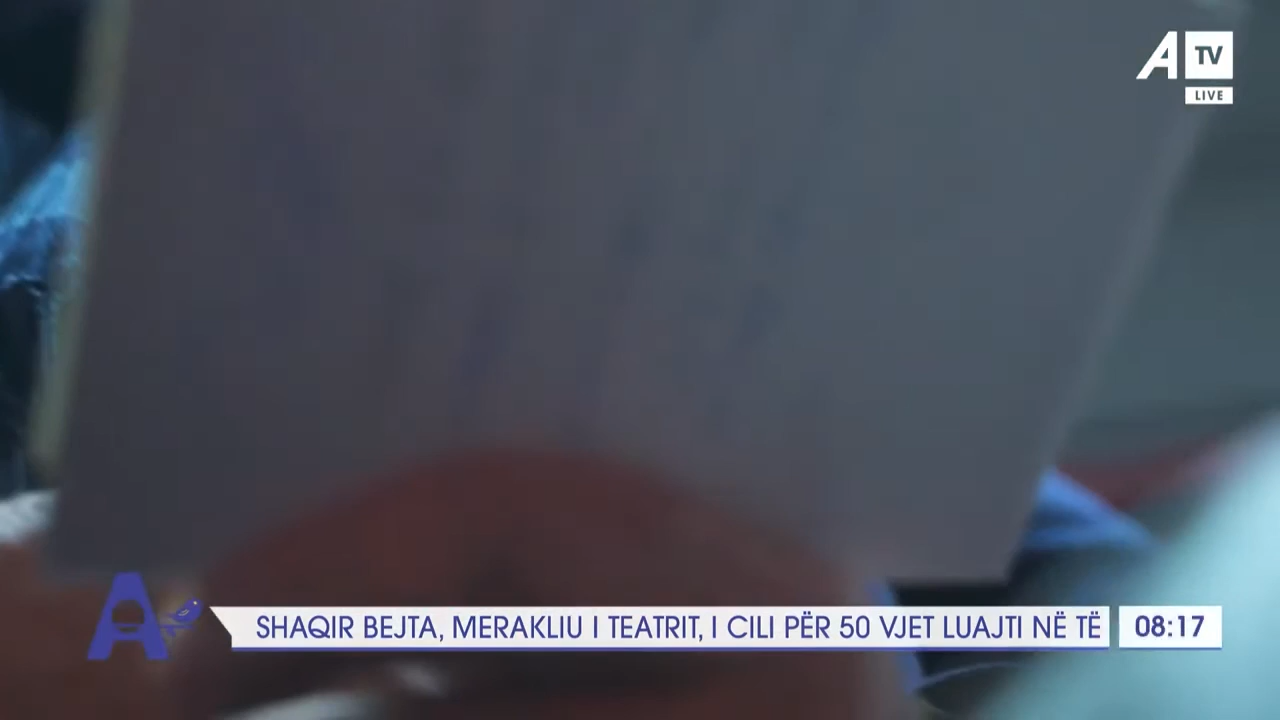 A TV
LIVE
SHAQIR BEJTA, MERAKLIU I TEATRIT, I CILI PËR 50 VJET LUAJTI NË TË
08:17